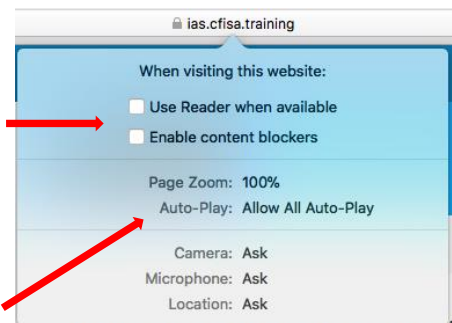 ias.cfisa.training
When visiting this website:
Use Reader when available
Enable content blockers
Page Zoom: 100%
Auto-Play: Allow All Auto-Play
Camera: Ask
Microphone: Ask
Location: Ask